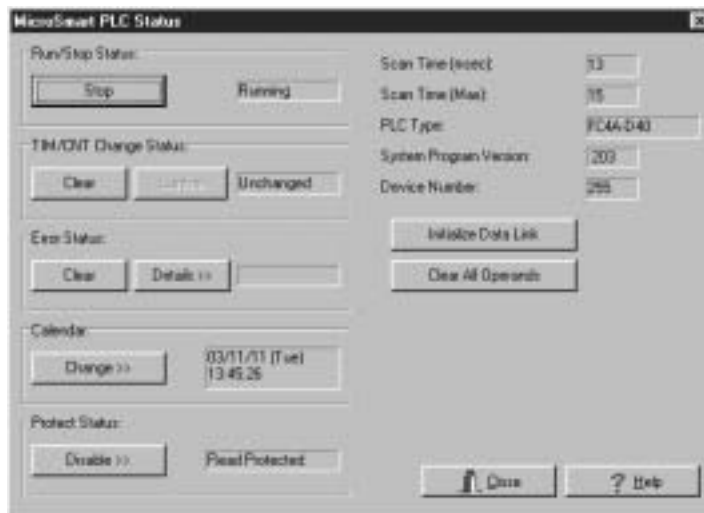 MicroSmart PLC Status
Run/Stop Status:
Stop
Running
TIM/CNT Change Status:
Clear
Confirm
Unchanged
Error Status:
Clear
Details >>
Calendar
Change >>
03/11/11 (Tue)
13:45:26
Protect Status:
Disable >>
Read Protected
Scan Time (msec):
13
Scan Time (Max):
15
PLC Type:
FC4A-D40
System Program Version:
203
Device Number:
255
Initialize Data Link
Clear All Operands
Close
? Help